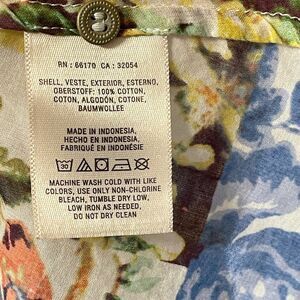 RN : 66170 CA : 32054
SHELL, VESTE, EXTERIOR, ESTERNO,
OBERSTOFF: 100% COTTON,
COTON, ALGODÓN, COTONE,
BAUMWOLLEE
MADE IN INDONESIA,
HECHO EN INDONESIA,
FABRIQUÉ EN INDONÉSIE
30
MACHINE WASH COLD WITH LIKE
COLORS, USE ONLY NON-CHLORINE
BLEACH, TUMBLE DRY LOW,
LOW IRON AS NEEDED,
DO NOT DRY CLEAN